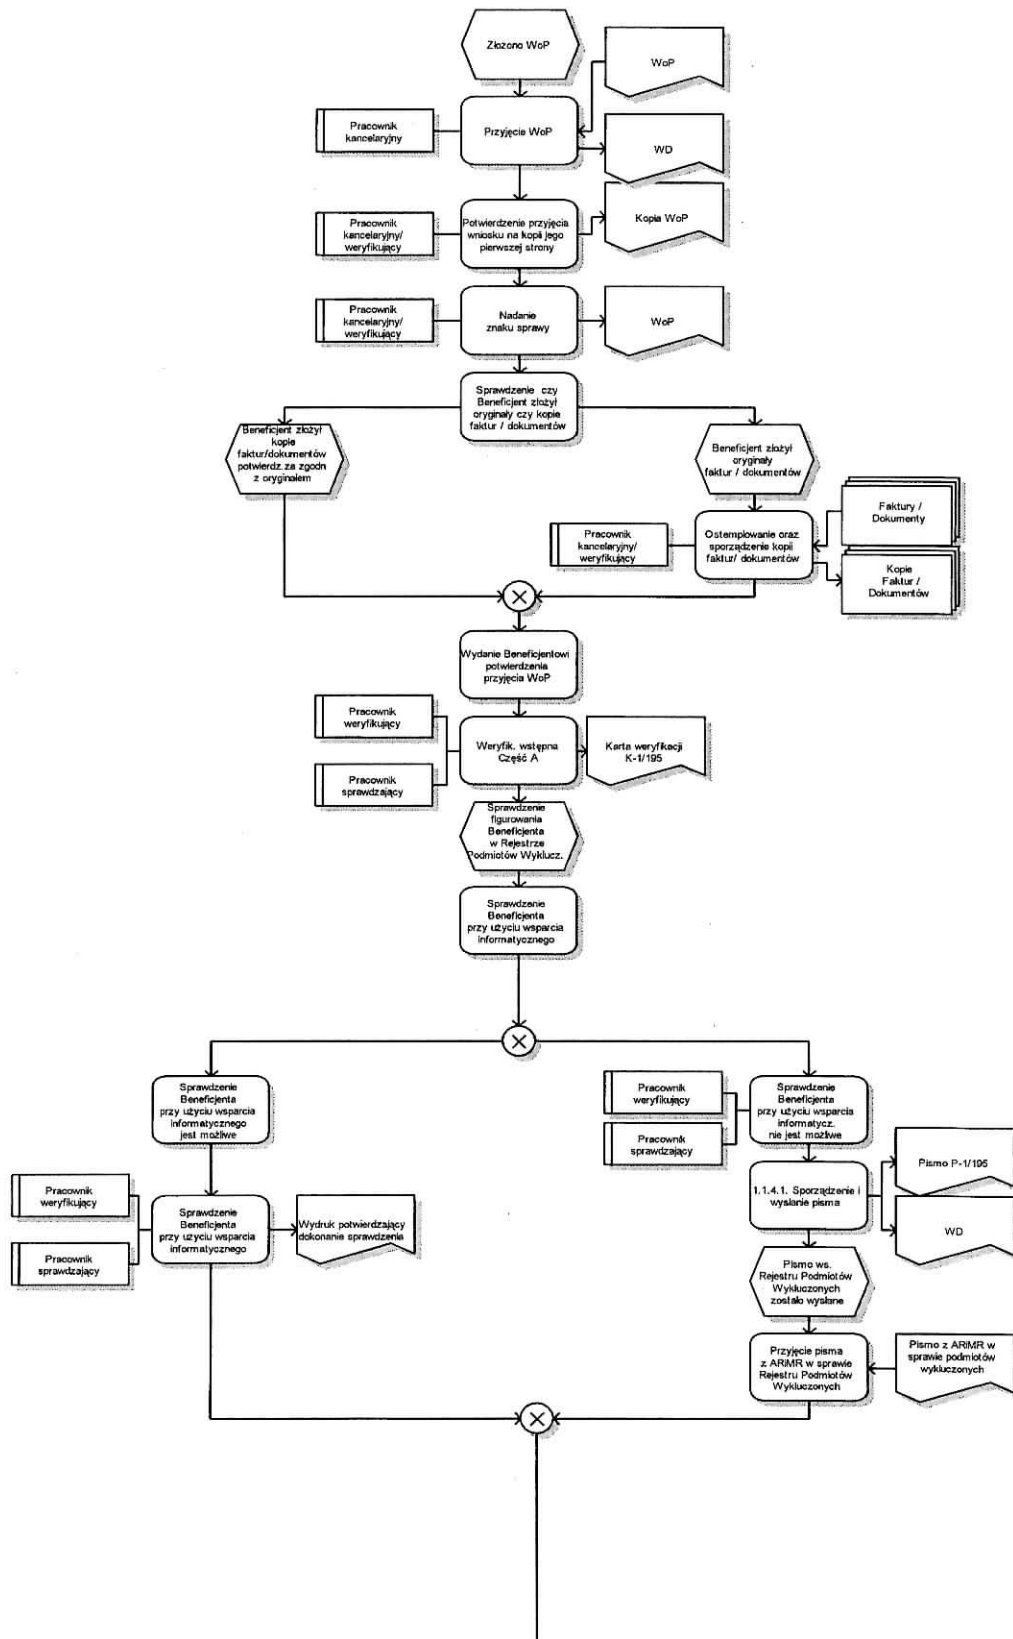 Złożono WoP
WoP
Pracownik
kancelaryjny
Przyjęcie WoP
WD
Pracownik
kancelaryjny/
weryfikujący
Potwierdzenie przyjęcia
wniosku na kopii jego
pierwszej strony
Kopia WoP
Pracownik
kancelaryjny/
weryfikujący
Nadanie
znaku sprawy
WoP
Sprawdzenie czy
Beneficjent złożył
oryginały czy kopie
faktur / dokumentów
Beneficjent złożył
kopie
faktur/dokumentów
potwierdz.za zgodn
z oryginałem
Beneficjent złożył
oryginały
faktur / dokumentów
Pracownik
kancelaryjny/
weryfikujący
Ostemplowanie oraz
sporządzenie kopii
faktur/ dokumentów
Faktury /
Dokumenty
Kopie
Faktur /
Dokumentów
Wydanie Beneficjentowi
potwierdzenia
przyjęcia WoP
Pracownik
weryfikujący
Pracownik
sprawdzający
Weryfik. wstępna
Część A
Karta weryfikacji
K-1/195
Sprawdzenie
figurowania
Beneficjenta
w Rejestrze
Podmiotów Wyklucz.
Sprawdzenie
Beneficjenta
przy użyciu wsparcia
informatycznego
Sprawdzenie
Beneficjenta
przy użyciu wsparcia
informatycznego
jest możliwe
Pracownik
weryfikujący
Pracownik
sprawdzający
Sprawdzenie
Beneficjenta
przy użyciu wsparcia
informatycz.
nie jest możliwe
Pracownik
weryfikujący
Pracownik
sprawdzający
Sprawdzenie
Beneficjenta
przy użyciu wsparcia
informatycznego
Wydruk potwierdzający
dokonanie sprawdzenia
1.1.4.1. Sporządzenie i
wysłanie pisma
Pismo P-1/195
WD
Pismo ws.
Rejestru Podmiotów
Wykluczonych
zostało wysłane
Przyjęcie pisma
z ARiMR w sprawie
Rejestru Podmiotów
Wykluczonych
Pismo z ARiMR w
sprawie podmiotów
wykluczonych